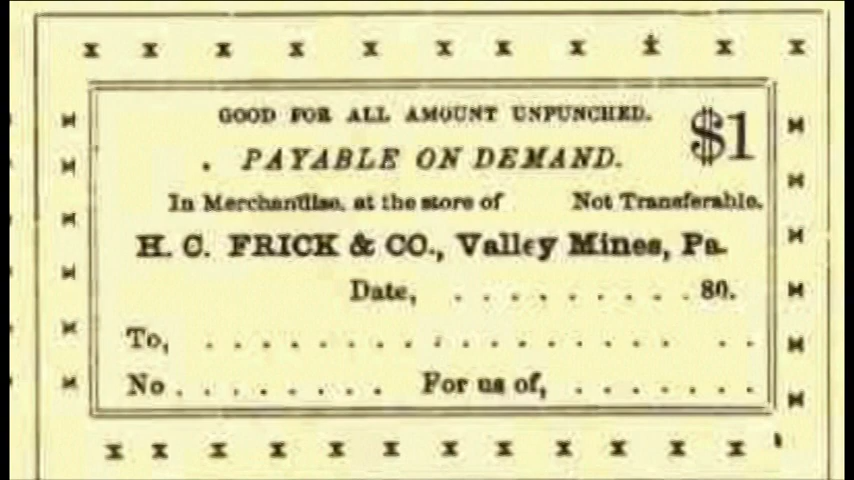 I I I I I I I I I I I
GOOD FOR ALL AMOUNT UNPUNCHED.
$1
. PAYABLE ON DEMAND.
In Merchandise, at the store of Not Transferable.
H. C. FRICK & CO., Valley Mines, Pa.
Date, . . . . . . . . . 80.
To, . . . . . . . . . . . . . . . . . . .
No . . . . . . . . For us of, . . . . . . .
I I I I I I I I I I I I